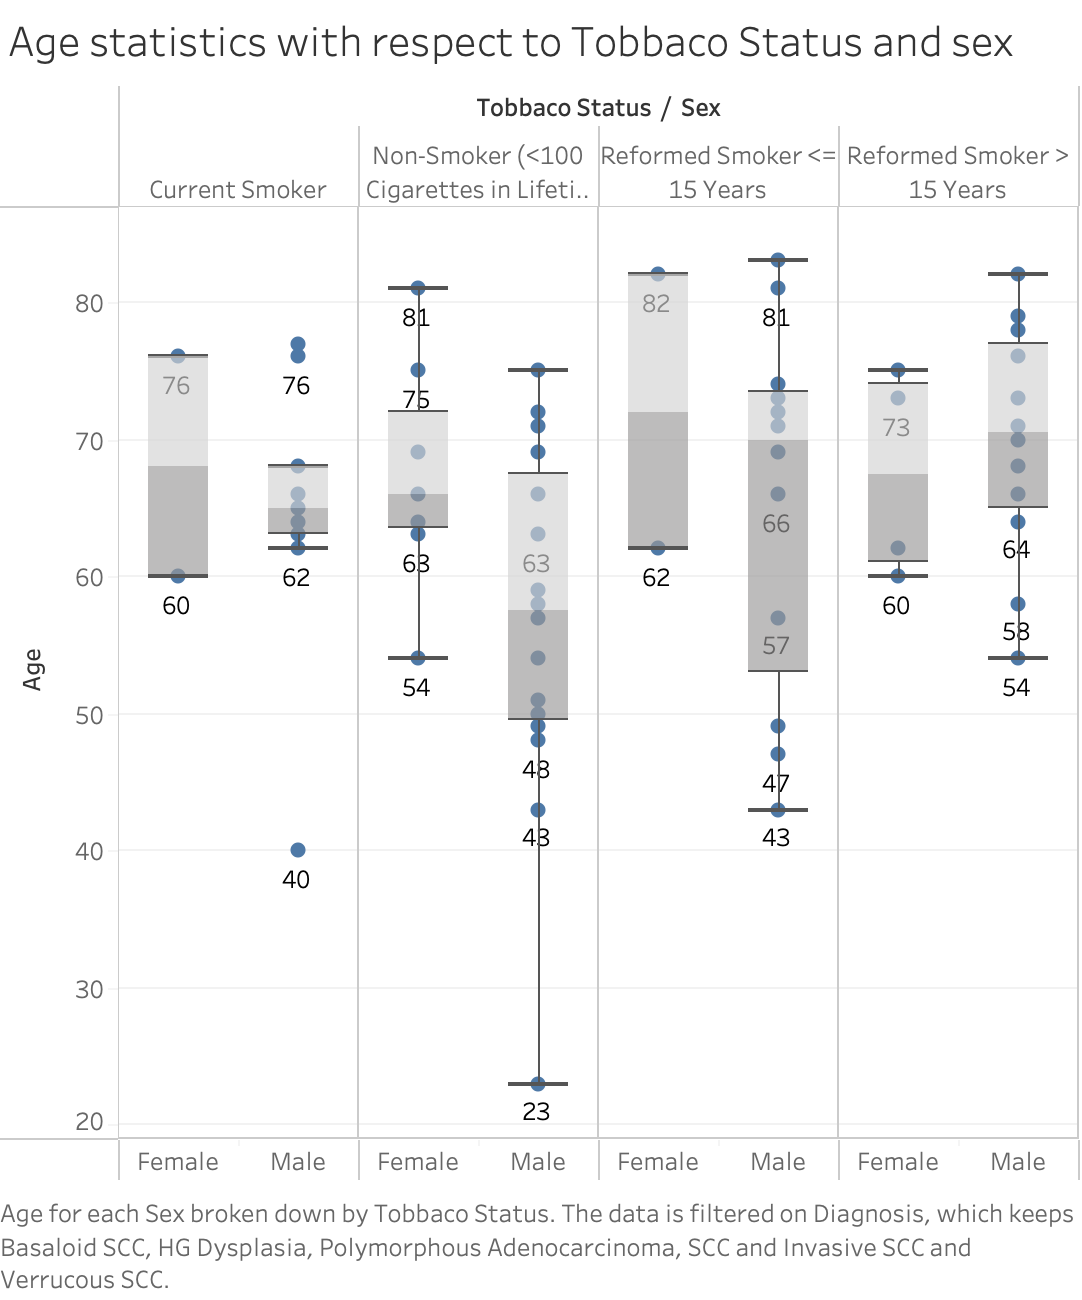 Age statistics with respect to Tobbaco Status and sex
Tobbaco Status / Sex
Current Smoker
Non-Smoker (<100
Cigarettes in Lifeti..
Reformed Smoker <=
15 Years
Reformed Smoker >
15 Years
Age
80
70
60
50
40
30
20
76
60
76
62
40
81
75
63
54
63
48
43
23
82
62
81
66
57
47
43
73
60
64
58
54
Female
Male
Female
Male
Female
Male
Female
Male
Age for each Sex broken down by Tobbaco Status. The data is filtered on Diagnosis, which keeps
Basaloid SCC, HG Dysplasia, Polymorphous Adenocarcinoma, SCC and Invasive SCC and
Verrucous SCC.